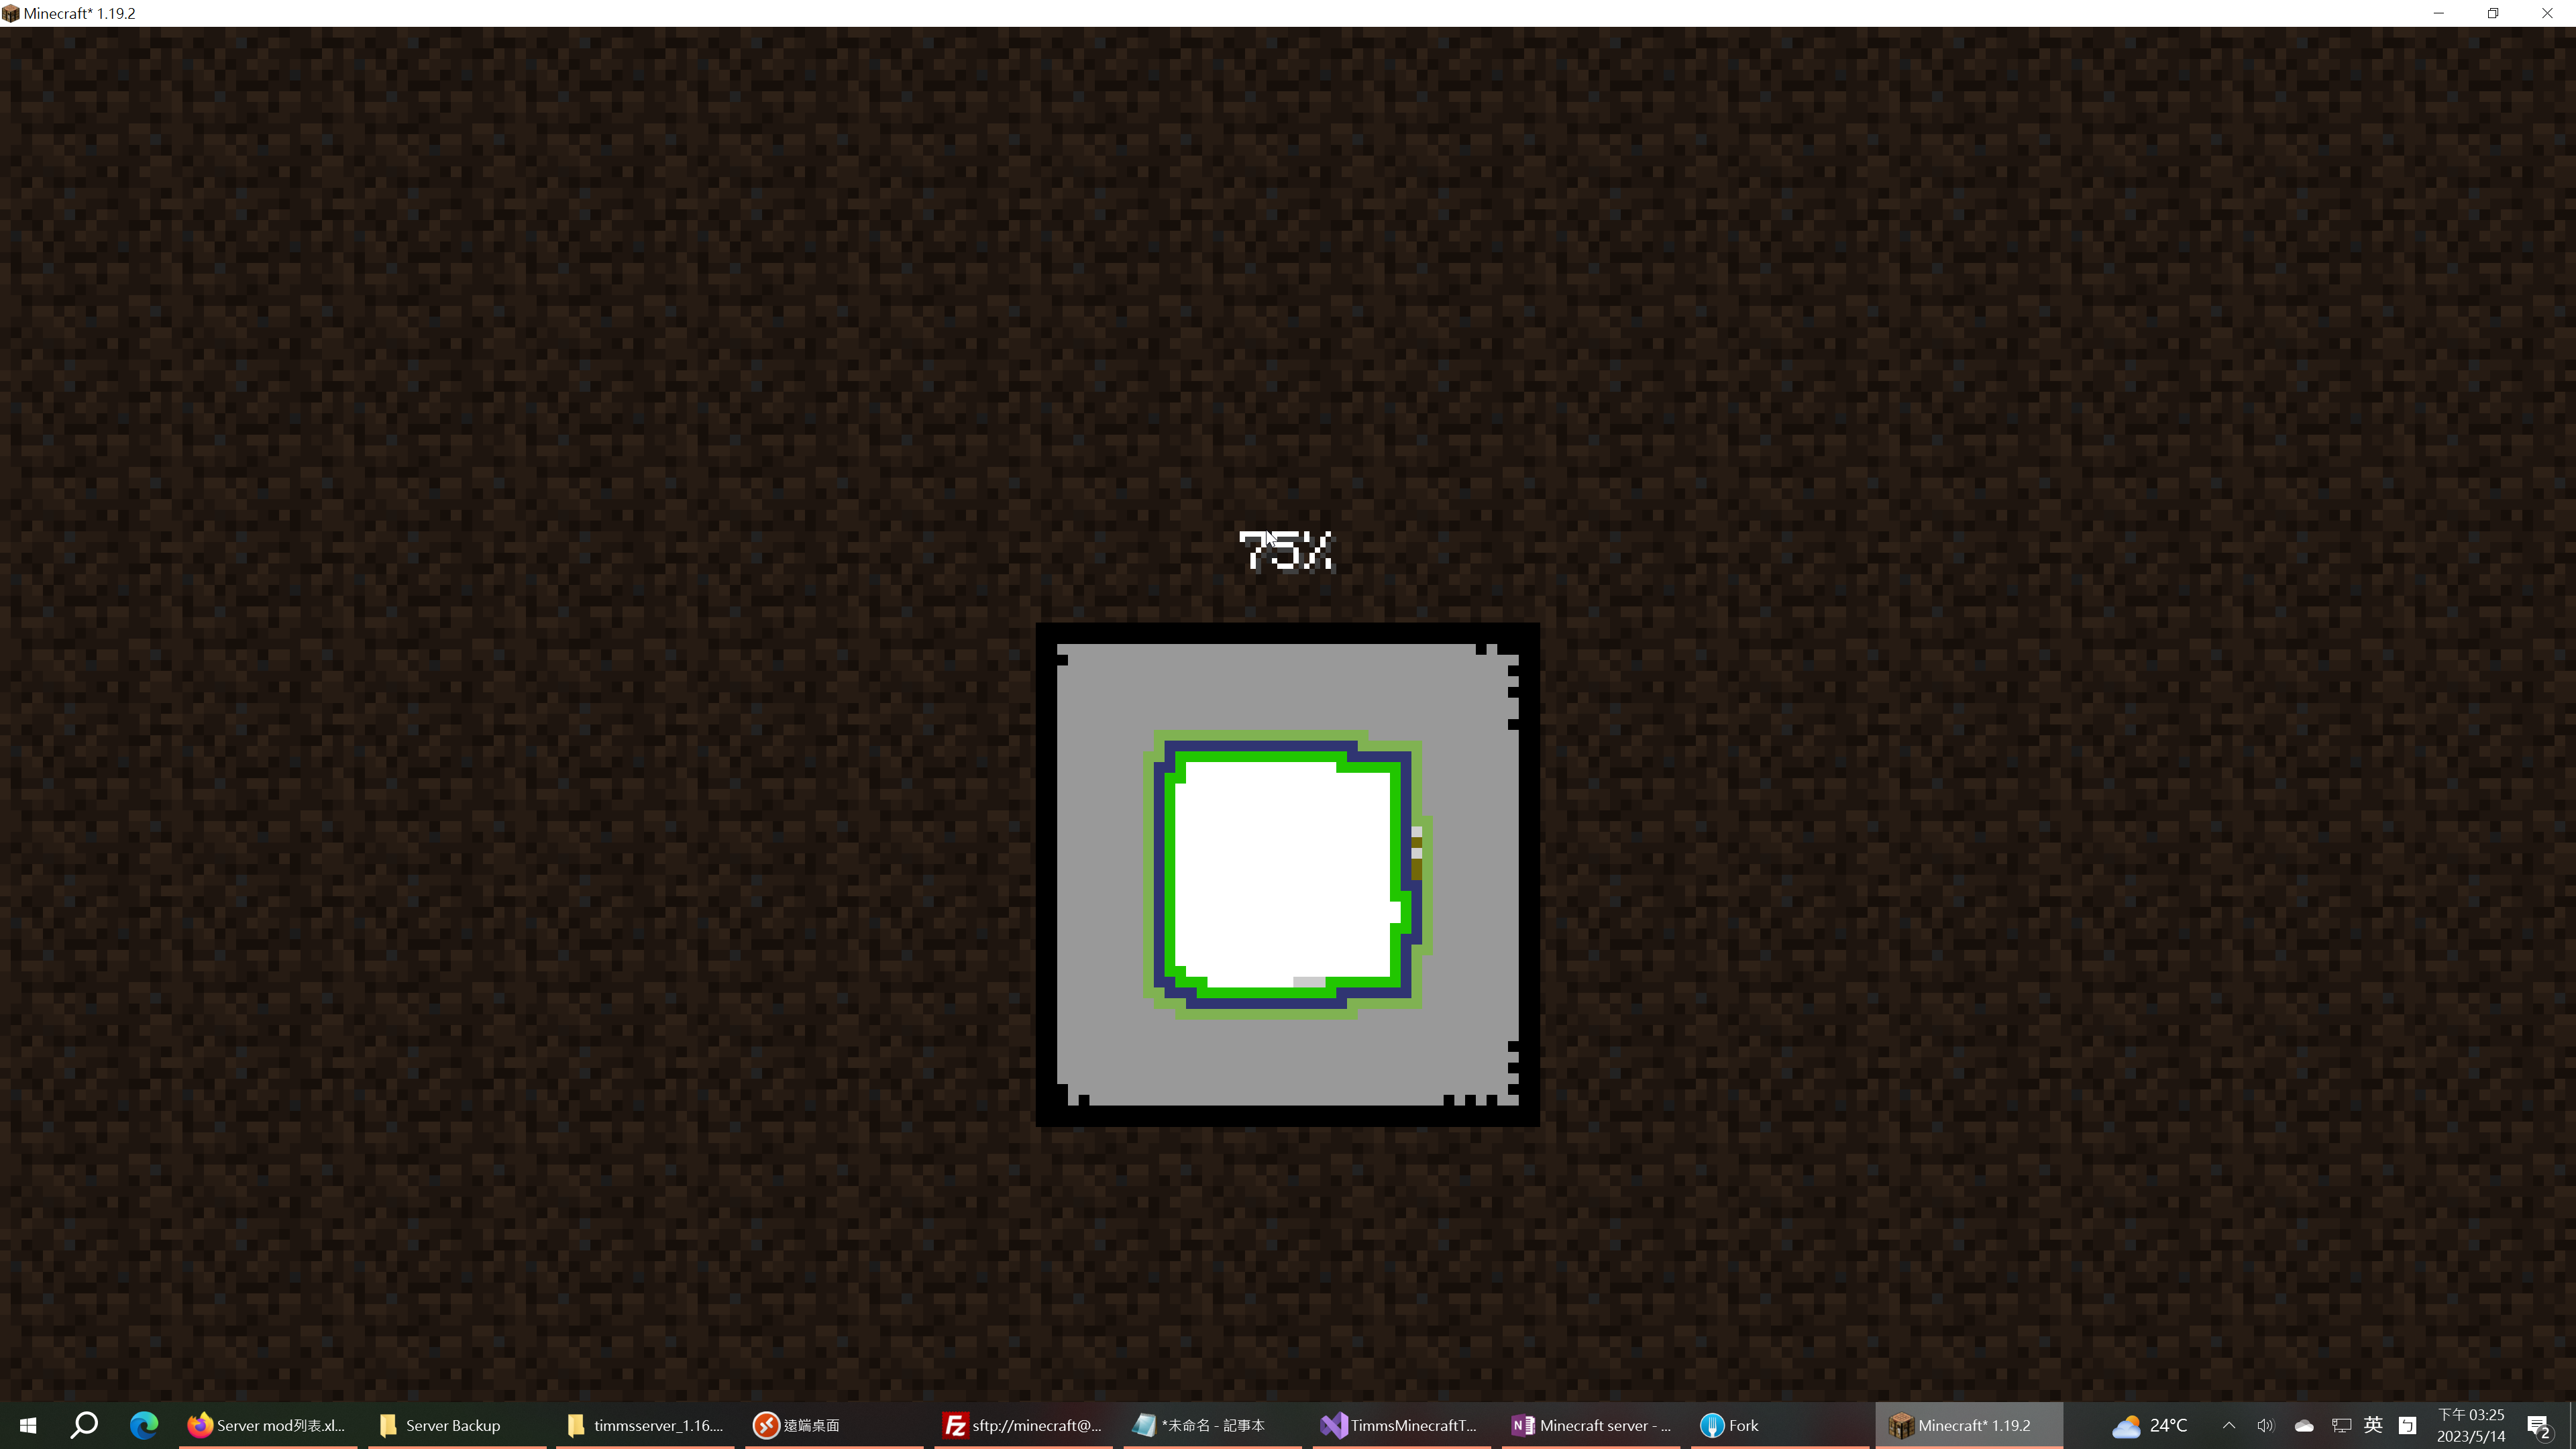 Minecraft* 1.19.2
75%
Server mod列表.xl...
Server Backup
timmsserver_1.16....
遠端桌面
sftp://minecraft@...
*未命名 - 記事本
TimmsMinecraftT...
Minecraft server - ...
Fork
Minecraft* 1.19.2
24°C
英
下午 03:25
2023/5/14
2